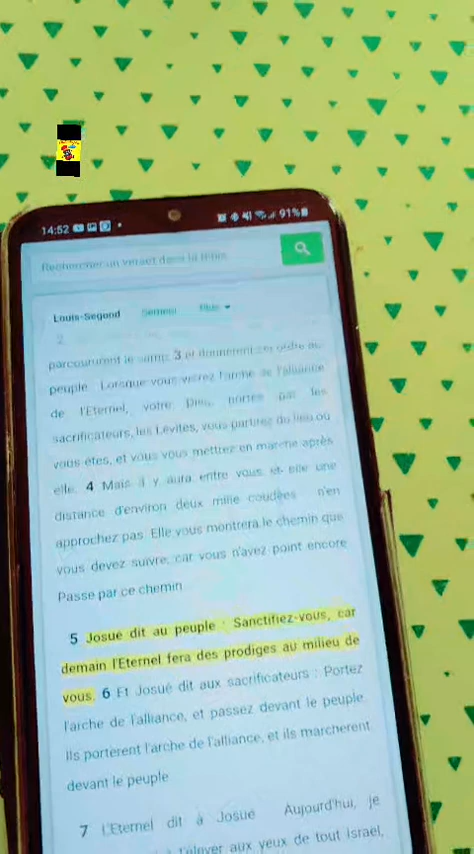 14:52
91%
Rechercher un verset dans la Bible
Louis-Segond Semeur Plus
2
parcoururent le camp, 3 et donnèrent cet ordre au
peuple : Lorsque vous verrez l'arche de l'alliance
de l'Eternel, votre Dieu, portée par les
sacrificateurs, les Lévites, vous partirez du lieu où
vous êtes, et vous vous mettrez en marche après
elle. 4 Mais il y aura entre vous et elle une
distance d'environ deux mille coudées : n'en
approchez pas. Elle vous montrera le chemin que
vous devez suivre, car vous n'avez point encore
Passé par ce chemin.
5 Josué dit au peuple : Sanctifiez-vous, car
demain l'Eternel fera des prodiges au milieu de
vous. 6 Et Josué dit aux sacrificateurs : Portez
l'arche de l'alliance, et passez devant le peuple.
Ils portèrent l'arche de l'alliance, et ils marchèrent
devant le peuple.
7 L'Eternel dit à Josué : Aujourd'hui, je
t'élever aux yeux de tout Israël,